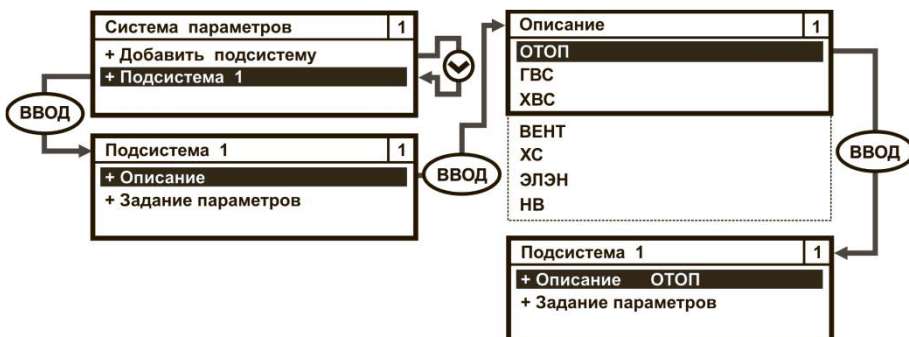 Система параметров 1
+ Добавить подсистему
+ Подсистема 1
ВВОД
Подсистема 1 1
+ Описание
+ Задание параметров
ВВОД
Описание 1
ОТОП
ГВС
ХВС
ВЕНТ
ХС
ЭЛЭН
НВ
ВВОД
Подсистема 1 1
+ Описание ОТОП
+ Задание параметров